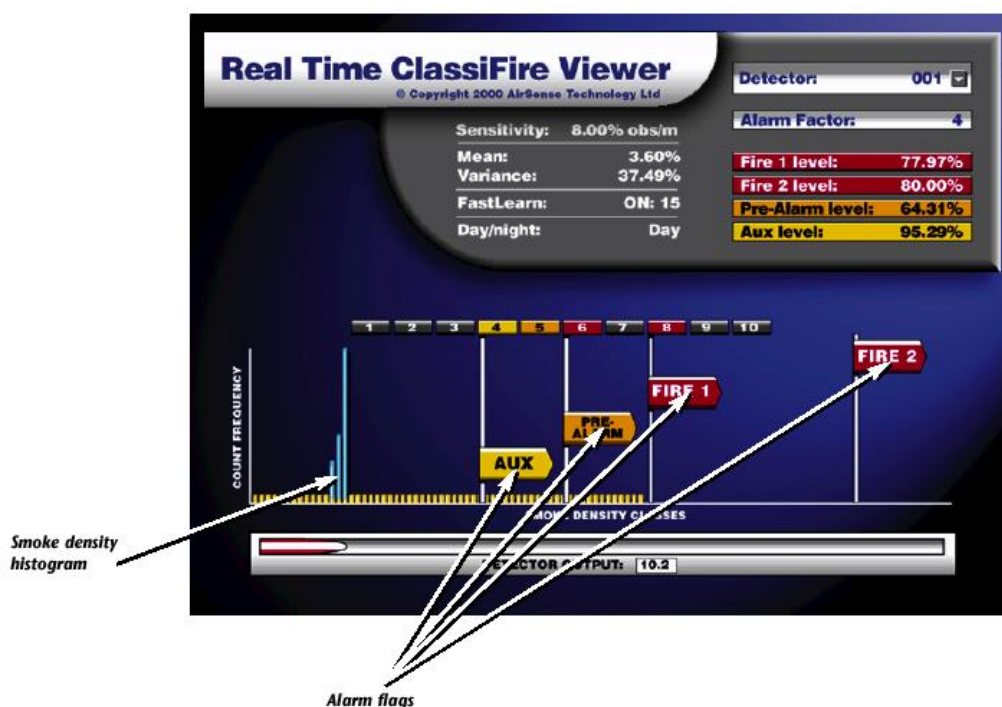 Real Time ClassiFire Viewer
© Copyright 2000 AirSense Technology Ltd
Detector: 001
Alarm Factor: 4
Sensitivity: 8.00% obs/m
Mean: 3.60%
Variance: 37.49%
FastLearn: ON: 15
Day/night: Day
Fire 1 level: 77.97%
Fire 2 level: 80.00%
Pre-Alarm level: 64.31%
Aux level: 95.29%
1 2 3 4 5 6 7 8 9 10
FIRE 2
FIRE 1
PRE-
ALARM
AUX
COUNT FREQUENCY
SMOKE DENSITY CLASSES
DETECTOR OUTPUT: 10.2
Smoke density
histogram
Alarm flags